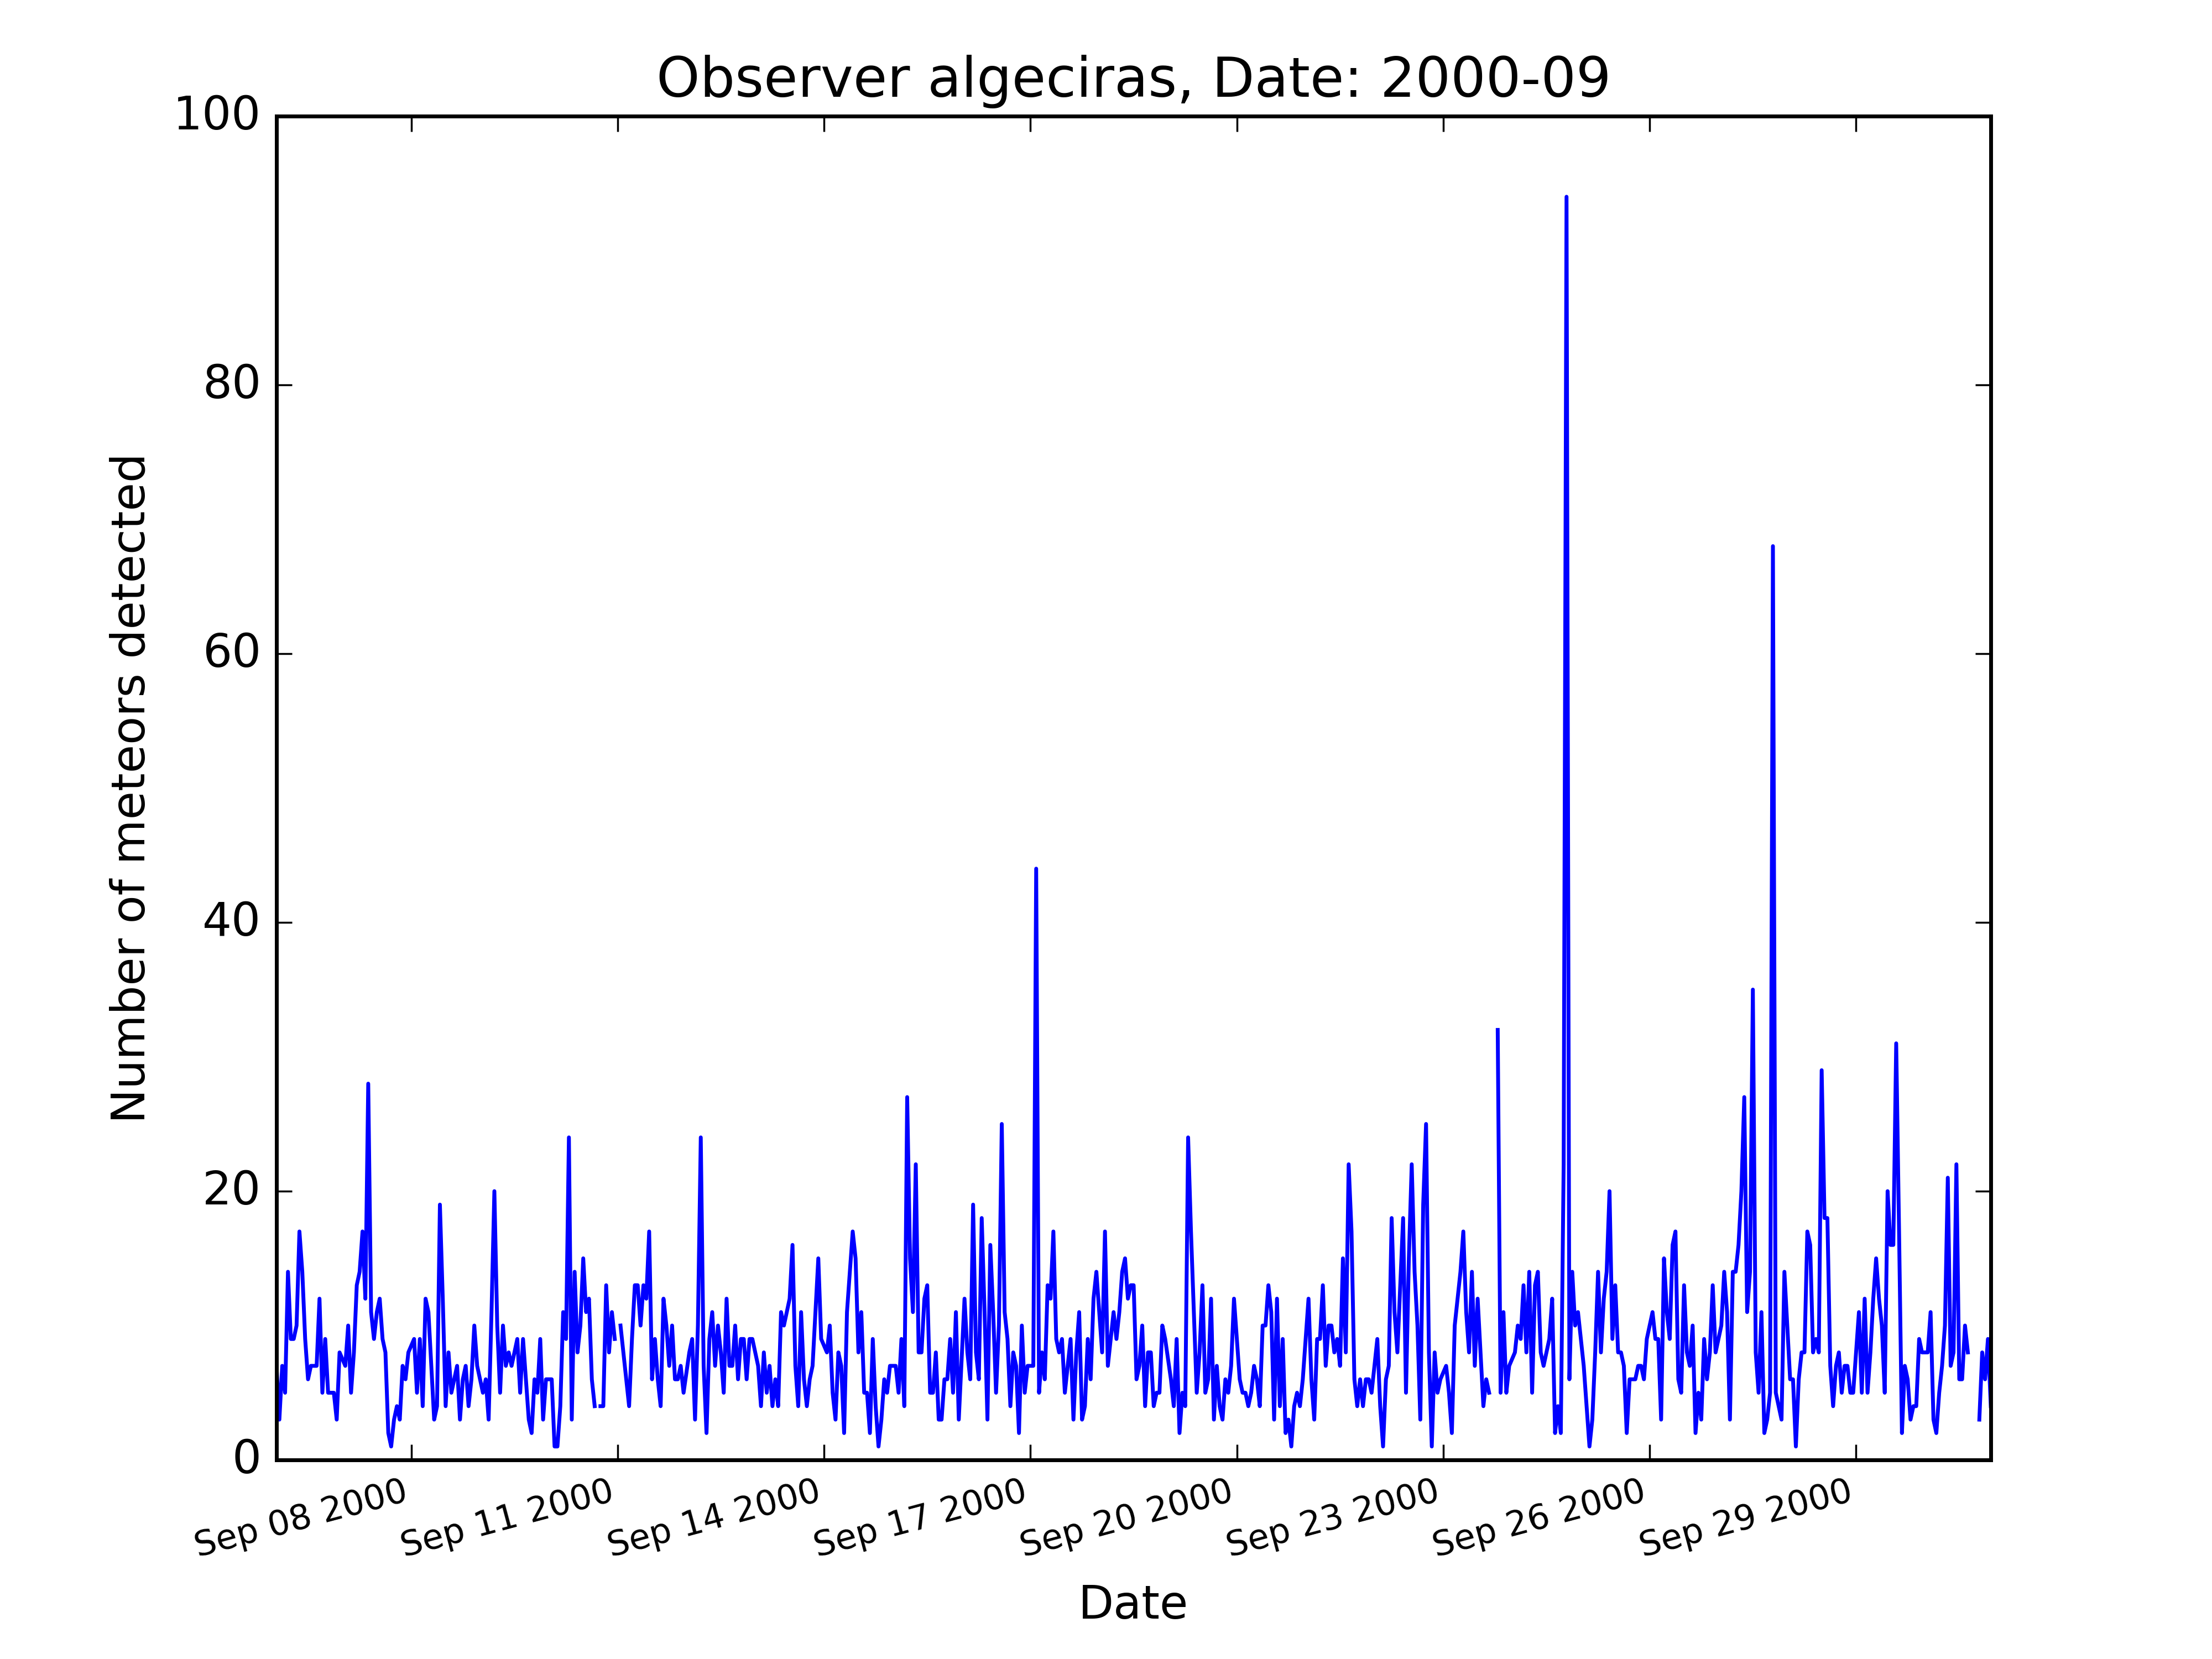 Observer algeciras, Date: 2000-09
100
80
60
40
20
0
Number of meteors detected
Sep 08 2000
Sep 11 2000
Sep 14 2000
Sep 17 2000
Sep 20 2000
Sep 23 2000
Sep 26 2000
Sep 29 2000
Date